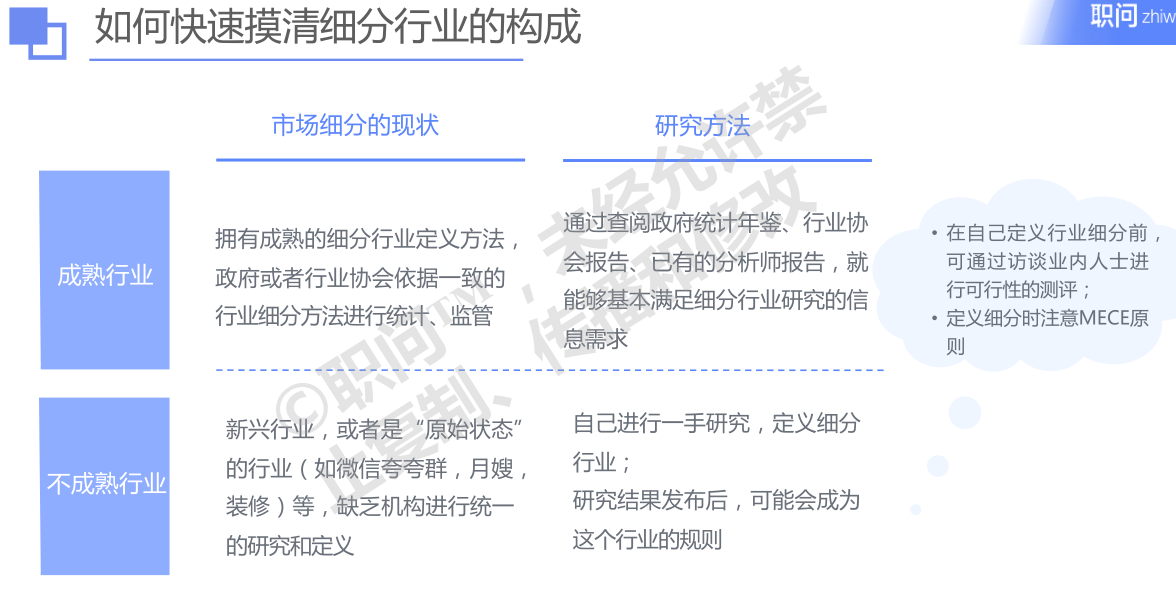 如何快速摸清细分行业的构成
职问 zhiw
市场细分的现状
研究方法
成熟行业
拥有成熟的细分行业定义方法，
政府或者行业协会依据一致的
行业细分方法进行统计、监管
通过查阅政府统计年鉴、行业协
会报告、已有的分析师报告，就
能够基本满足细分行业研究的信
息需求
• 在自己定义行业细分前，
可通过访谈业内人士进
行可行性的测评；
• 定义细分时注意MECE原
则
不成熟行业
新兴行业，或者是“原始状态”
的行业（如微信夸夸群，月嫂，
装修）等，缺乏机构进行统一
的研究和定义
自己进行一手研究，定义细分
行业；
研究结果发布后，可能会成为
这个行业的规则
©职问™，未经允许禁
止复制、传播和修改